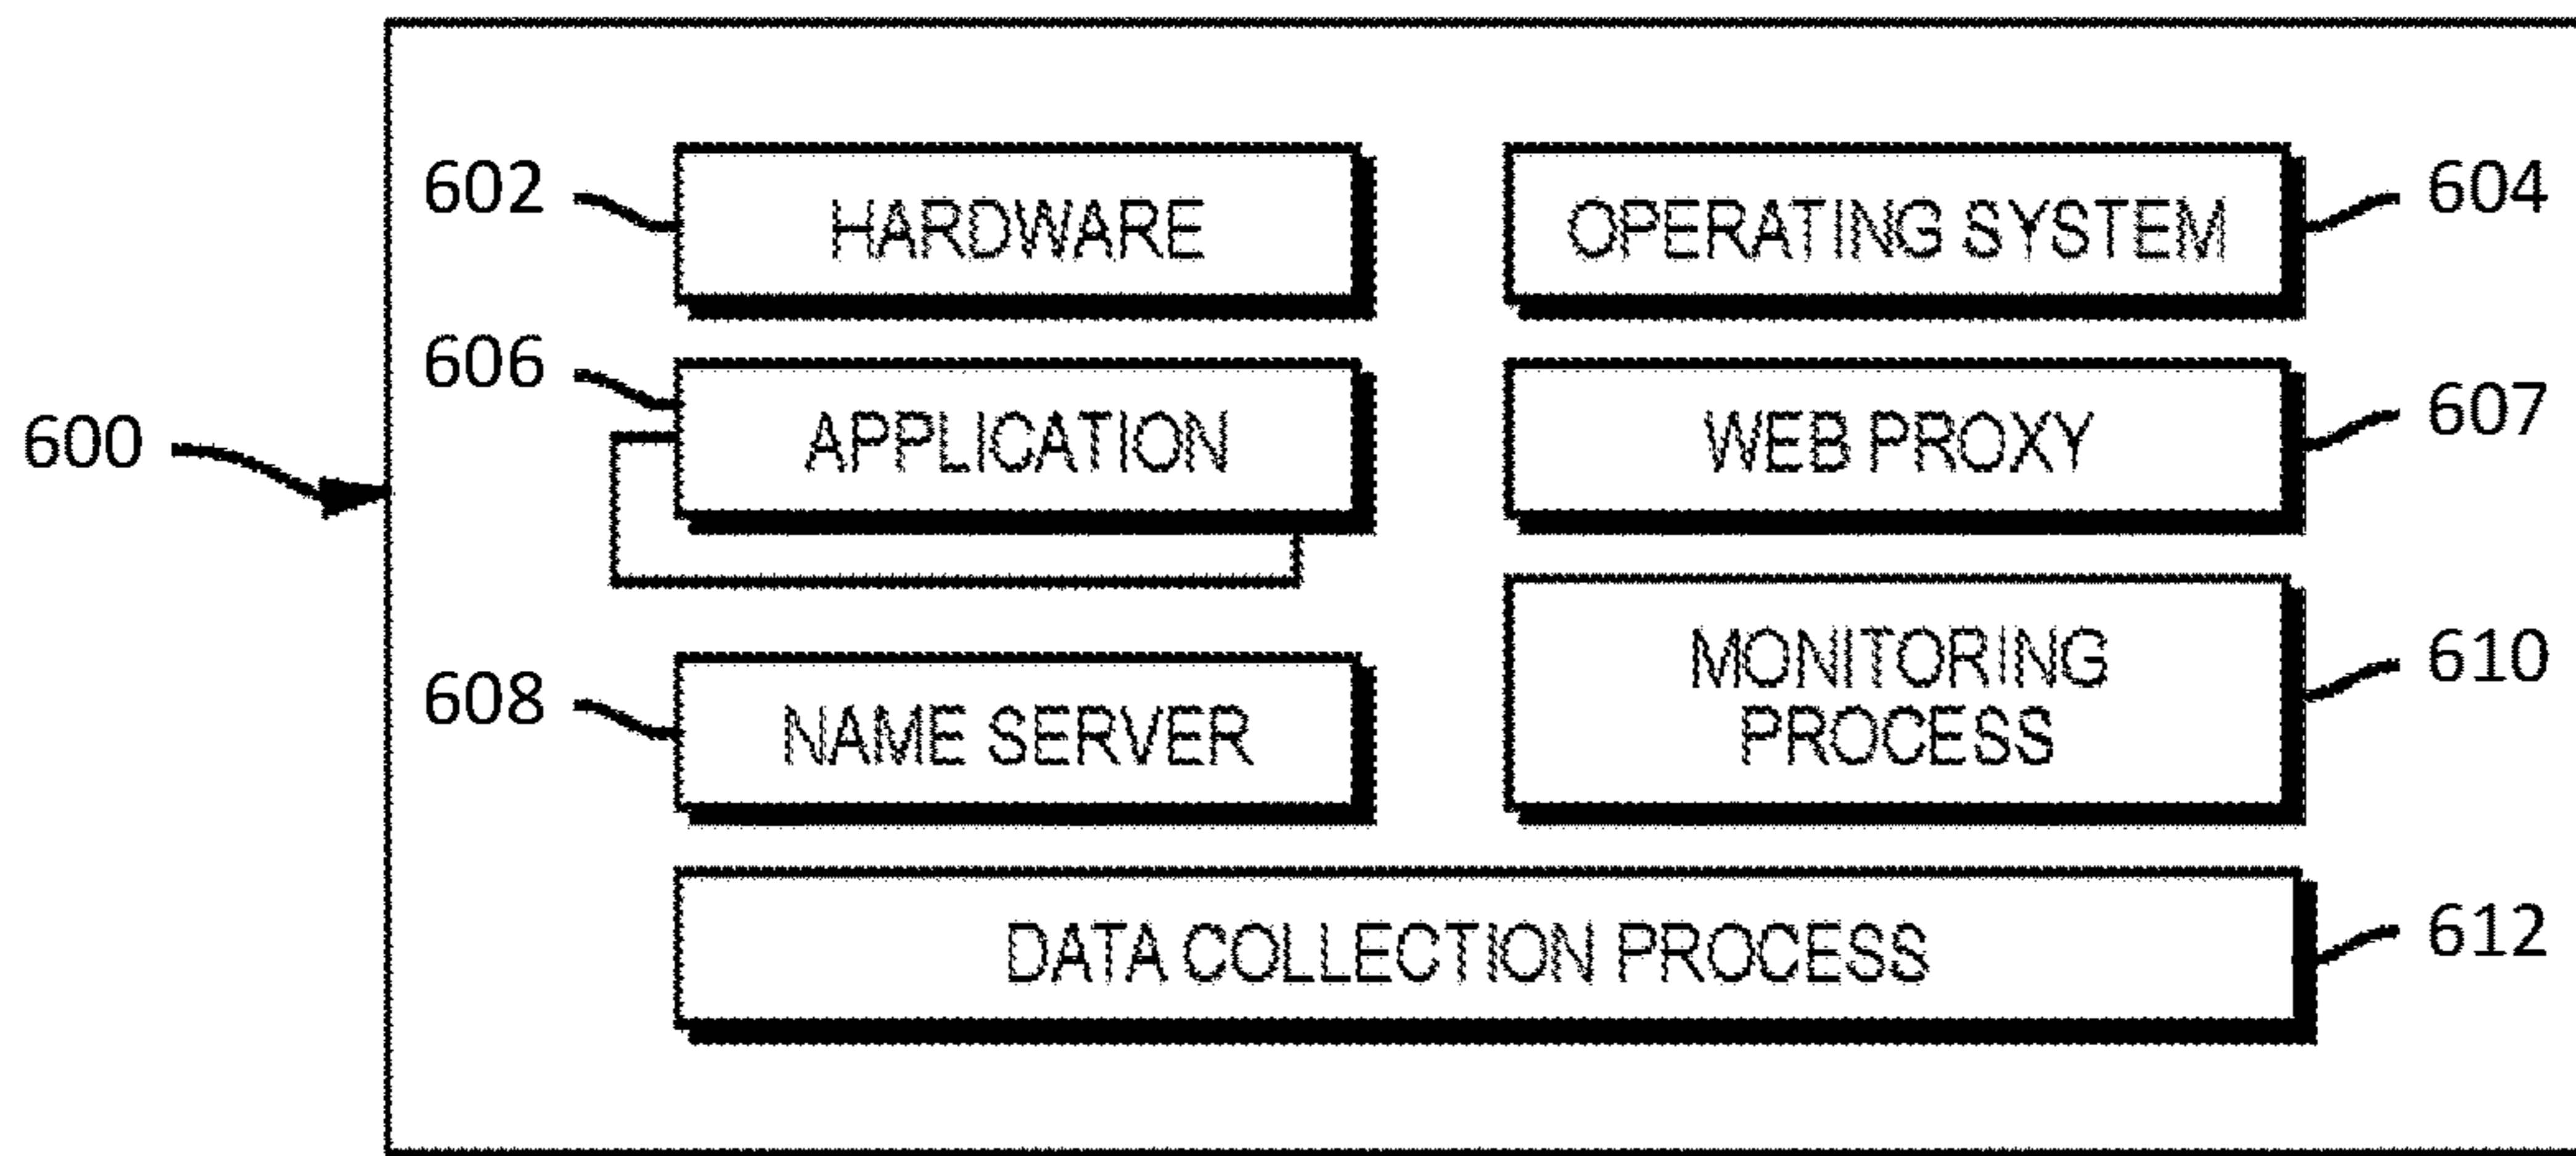 602
HARDWARE
OPERATING SYSTEM
604
606
APPLICATION
WEB PROXY
607
600
608
NAME SERVER
MONITORING
PROCESS
610
DATA COLLECTION PROCESS
612